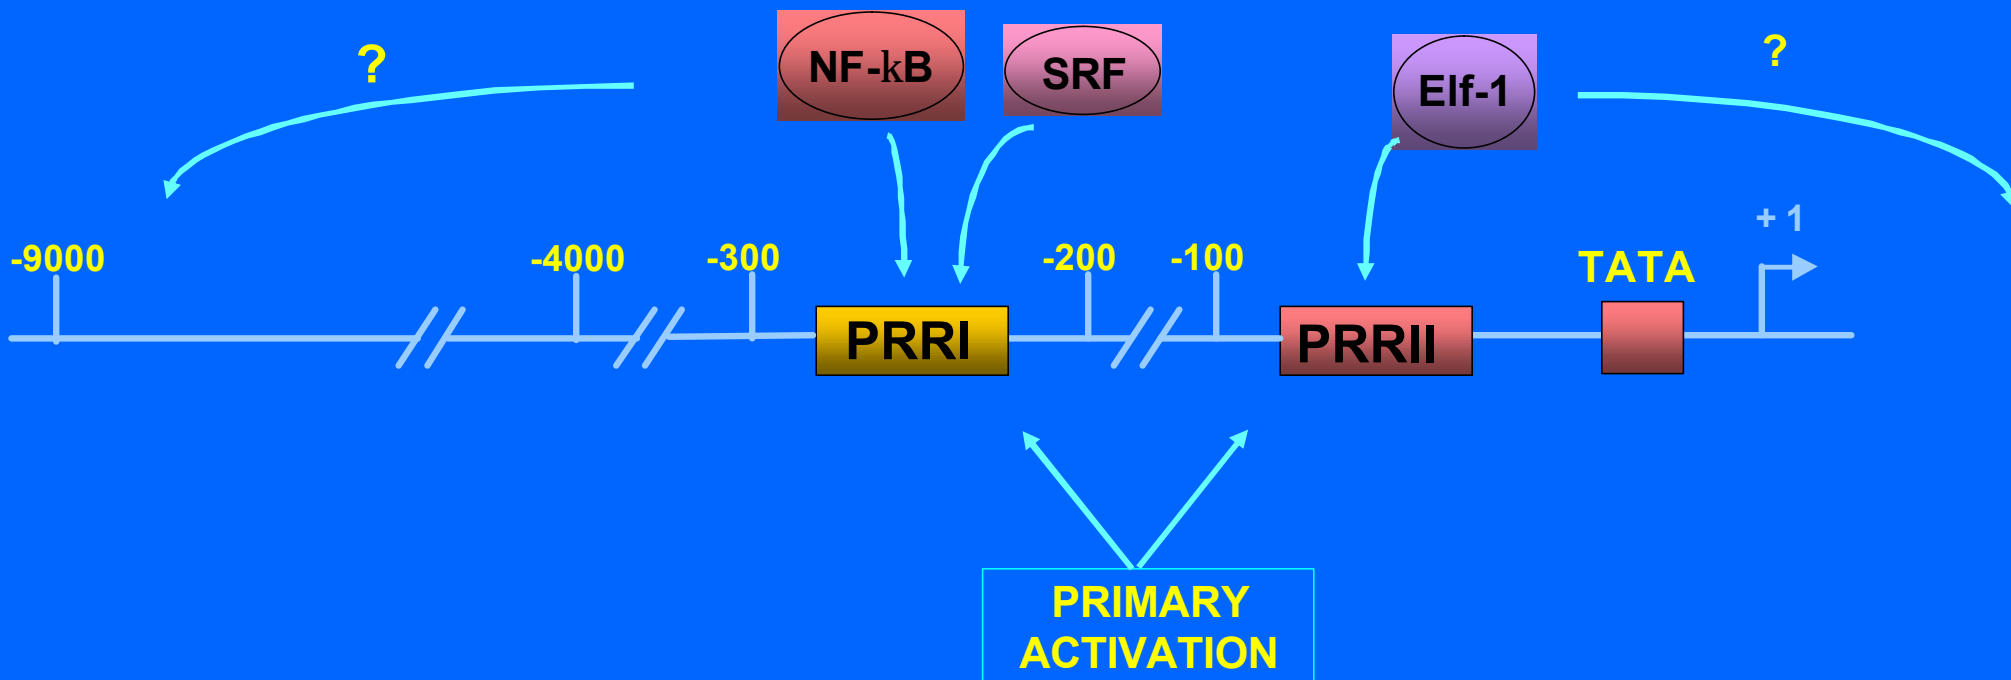 ?
NF-kB
SRF
Elf-1
?
+ 1
-9000
-4000
-300
-200
-100
TATA
PRRI
PRRII
PRIMARY
ACTIVATION